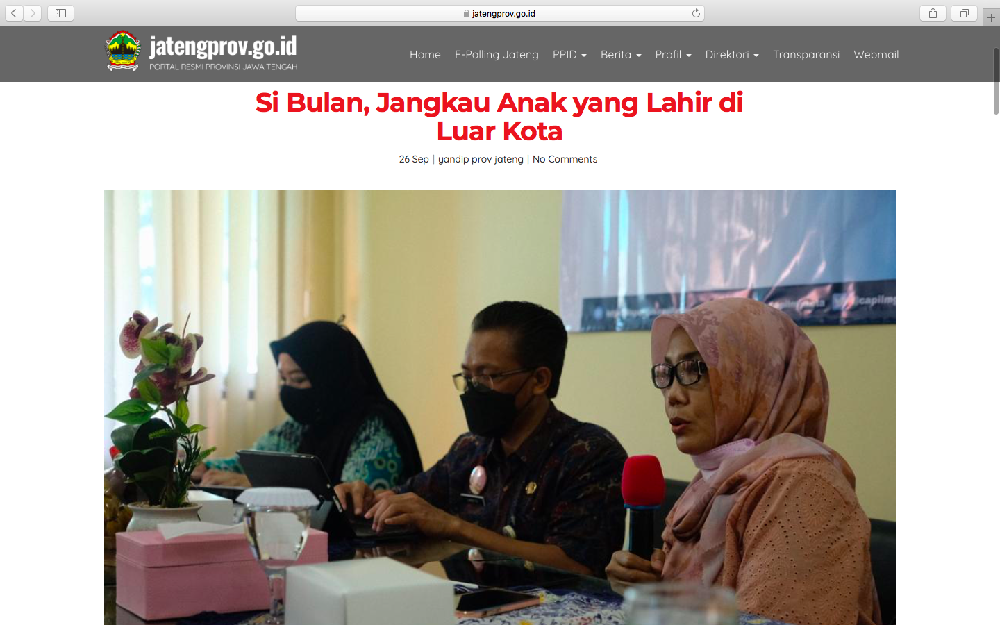 jatengprov.go.id
jatengprov.go.id
PORTAL RESMI PROVINSI JAWA TENGAH
Home E-Polling Jateng PPID Berita Profil Direktori Transparansi Webmail
Si Bulan, Jangkau Anak yang Lahir di
Luar Kota
26 Sep | yandip prov jateng | No Comments